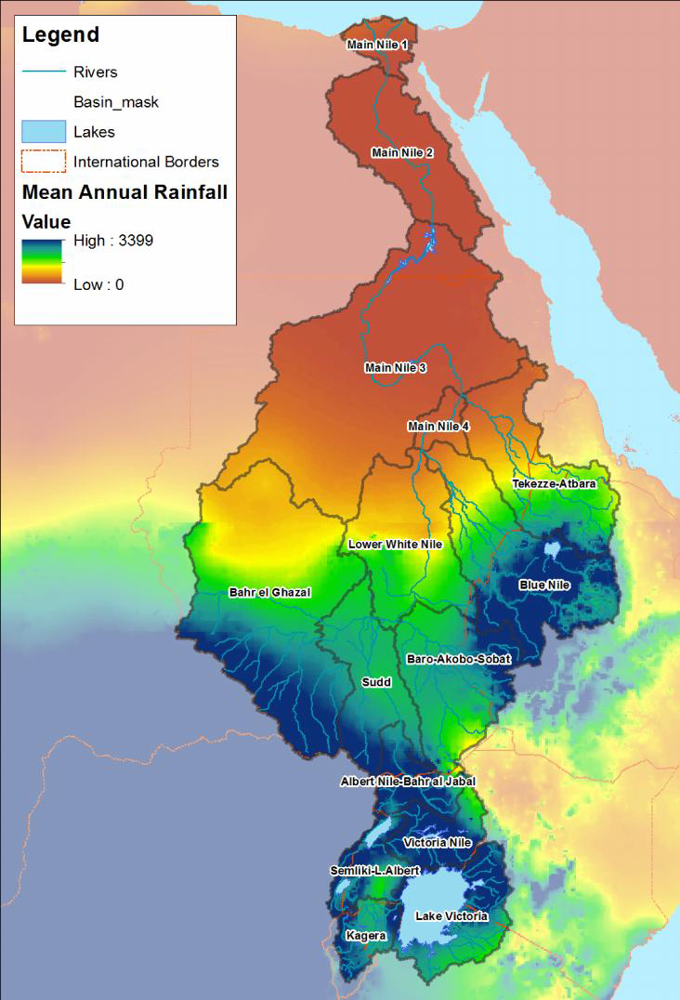 Legend
Rivers
Basin_mask
Lakes
International Borders
Mean Annual Rainfall
Value
High : 3399
Low : 0
Main Nile 1
Main Nile 2
Main Nile 3
Main Nile 4
Tekezze-Atbara
Lower White Nile
Blue Nile
Bahr el Ghazal
Baro-Akobo-Sobat
Sudd
Albert Nile-Bahr al Jabal
Victoria Nile
Semliki-L.Albert
Lake Victoria
Kagera